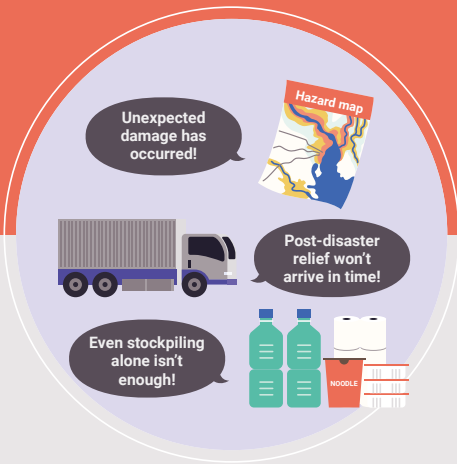 Unexpected
damage has
occurred!
Hazard map
Post-disaster
relief won't
arrive in time!
Even stockpiling
alone isn't
enough!
NOODLE